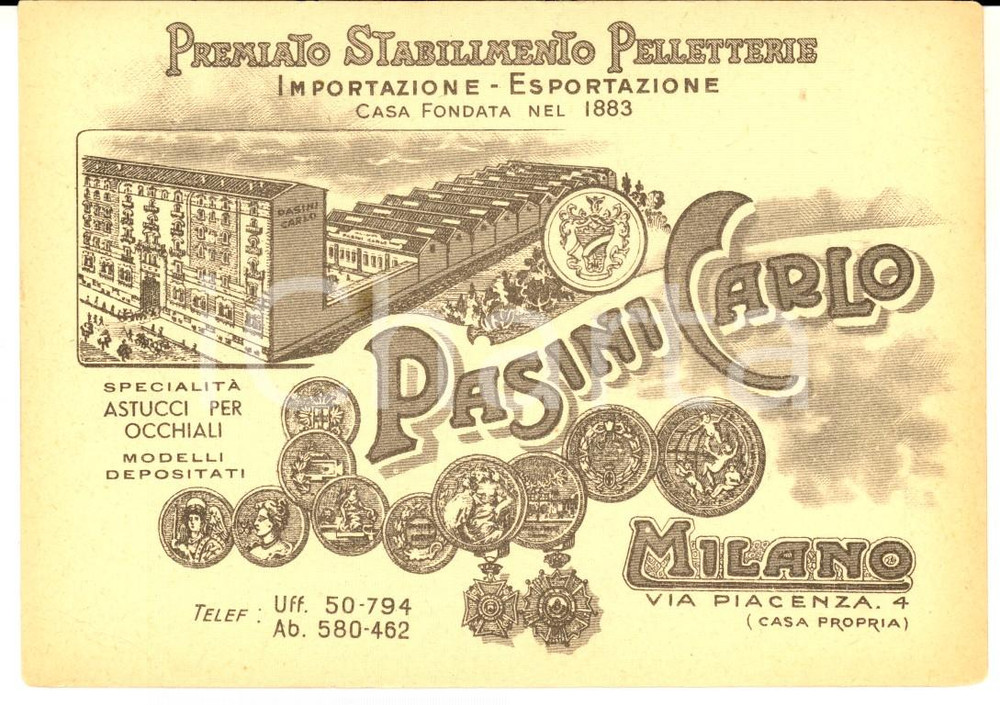 PREMIATO STABILIMENTO PELLETTERIE
IMPORTAZIONE - ESPORTAZIONE
CASA FONDATA NEL 1883
PASINI
CARLO
PASINI CARLO
SPECIALITÀ
ASTUCCI PER
OCCHIALI
MODELLI
DEPOSITATI
MILANO
VIA PIACENZA. 4
(CASA PROPRIA)
TELEF: Uff. 50-794
Ab. 580-462